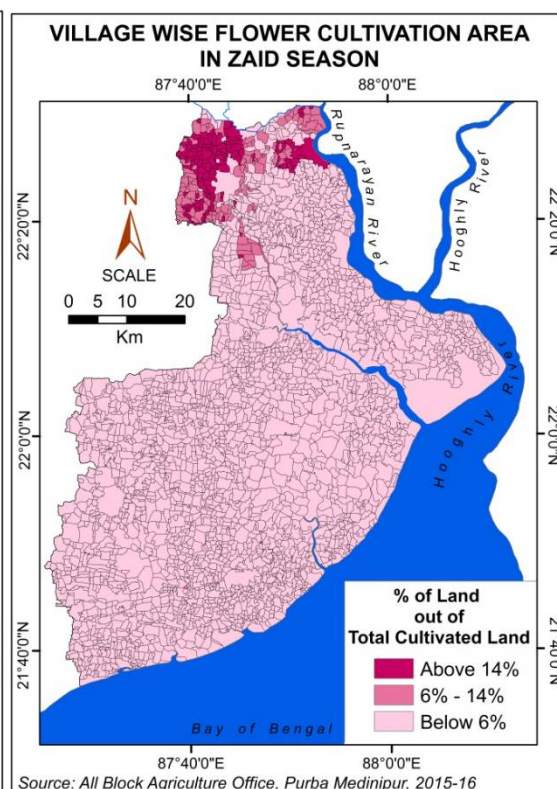 VILLAGE WISE FLOWER CULTIVATION AREA
IN ZAID SEASON
87°40'0"E
88°0'0"E
Rupnarayan River
Hooghly River
22°20'0"N
22°20'0"N
N
SCALE
0 5 10 20
Km
Hooghly River
22°0'0"N
22°0'0"N
% of Land
out of
Total Cultivated Land
Above 14%
6% - 14%
Below 6%
21°40'0"N
21°40'0"N
Bay of Bengal
87°40'0"E
88°0'0"E
Source: All Block Agriculture Office, Purba Medinipur, 2015-16